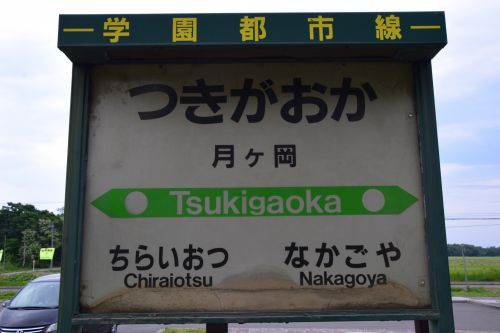 学園都市線
つきがおか
月ヶ岡
Tsukigaoka
ちらいおつ なかごや
Chiraiotsu Nakagoya